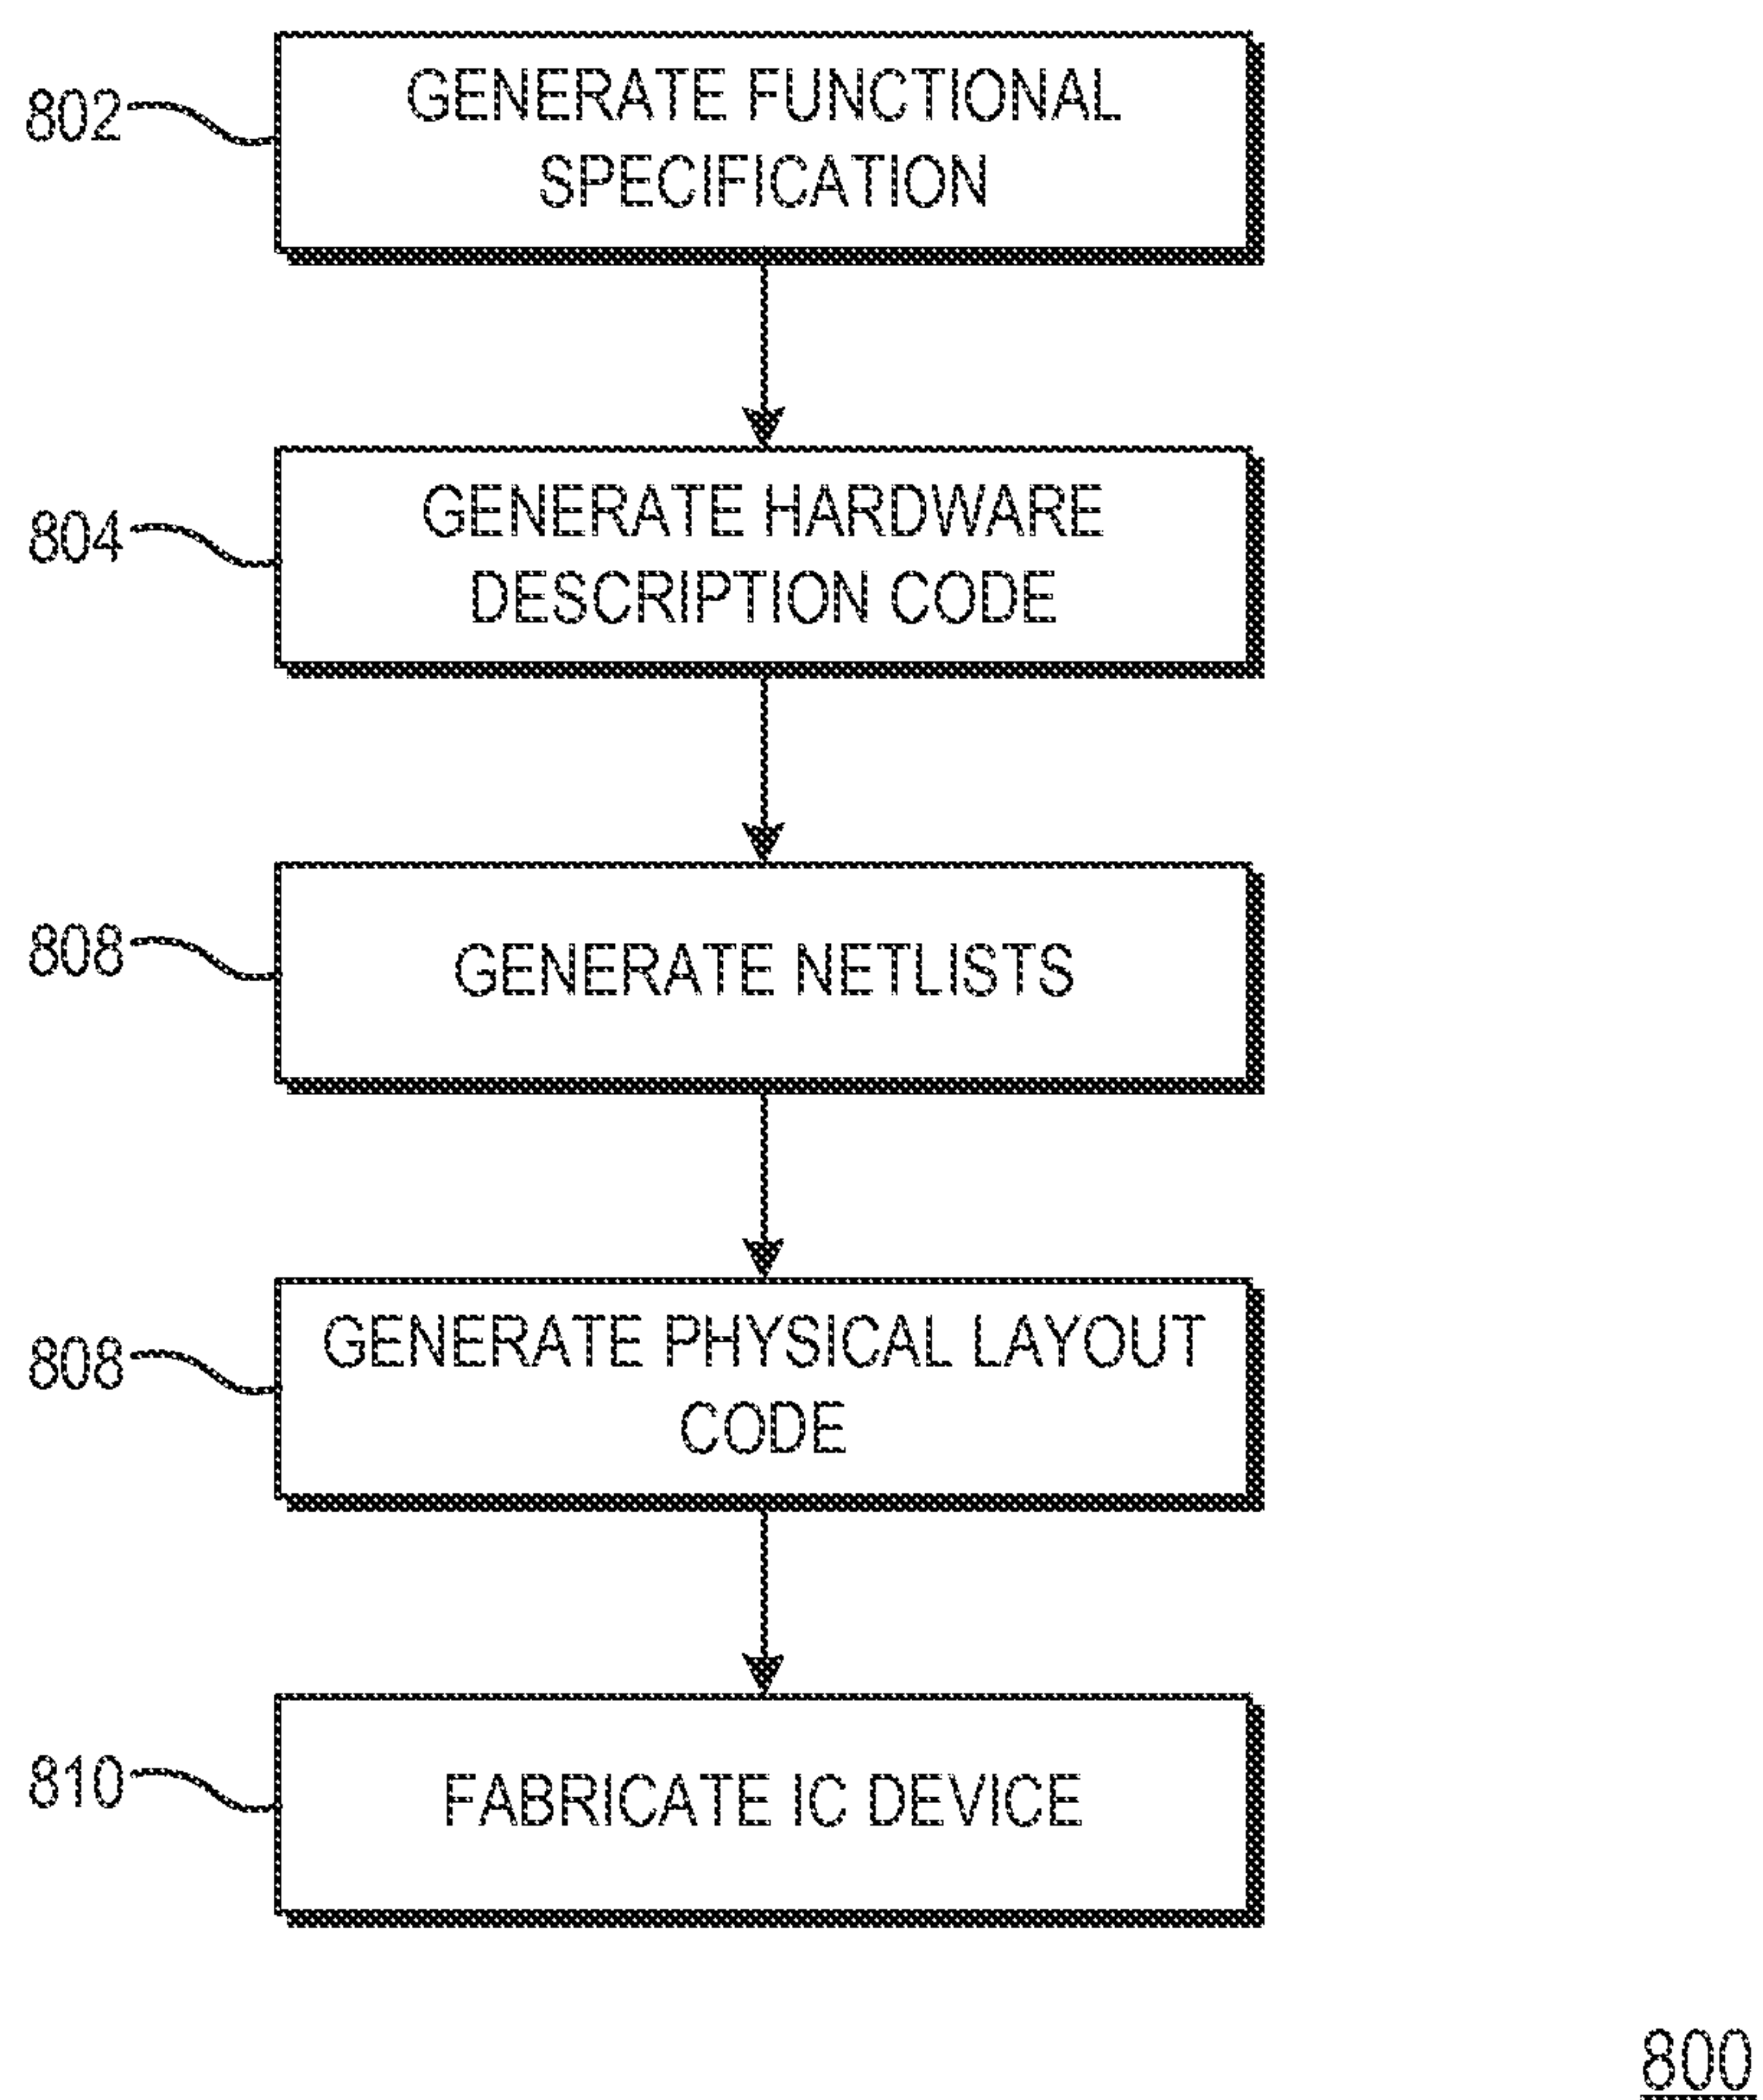 802
GENERATE FUNCTIONAL
SPECIFICATION
804
GENERATE HARDWARE
DESCRIPTION CODE
808
GENERATE NETLISTS
808
GENERATE PHYSICAL LAYOUT
CODE
810
FABRICATE IC DEVICE
800